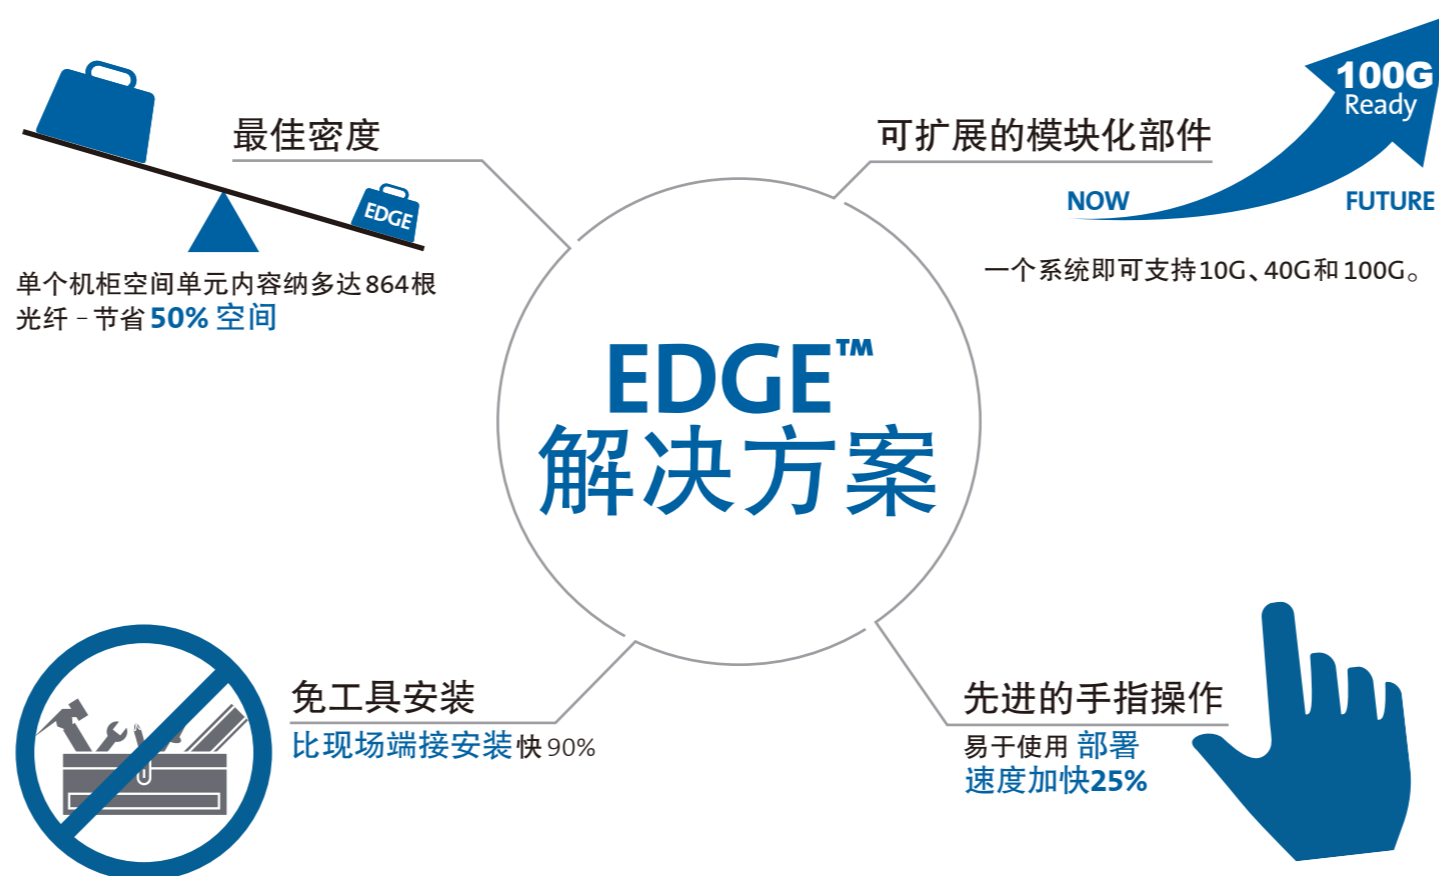 最佳密度
EDGE
单个机柜空间单元内容纳多达864根
光纤 – 节省 50% 空间
可扩展的模块化部件
100G
Ready
NOW
FUTURE
一个系统即可支持10G、40G和100G。
EDGE™
解决方案
免工具安装
比现场端接安装快90%
先进的手指操作
易于使用 部署
速度加快25%